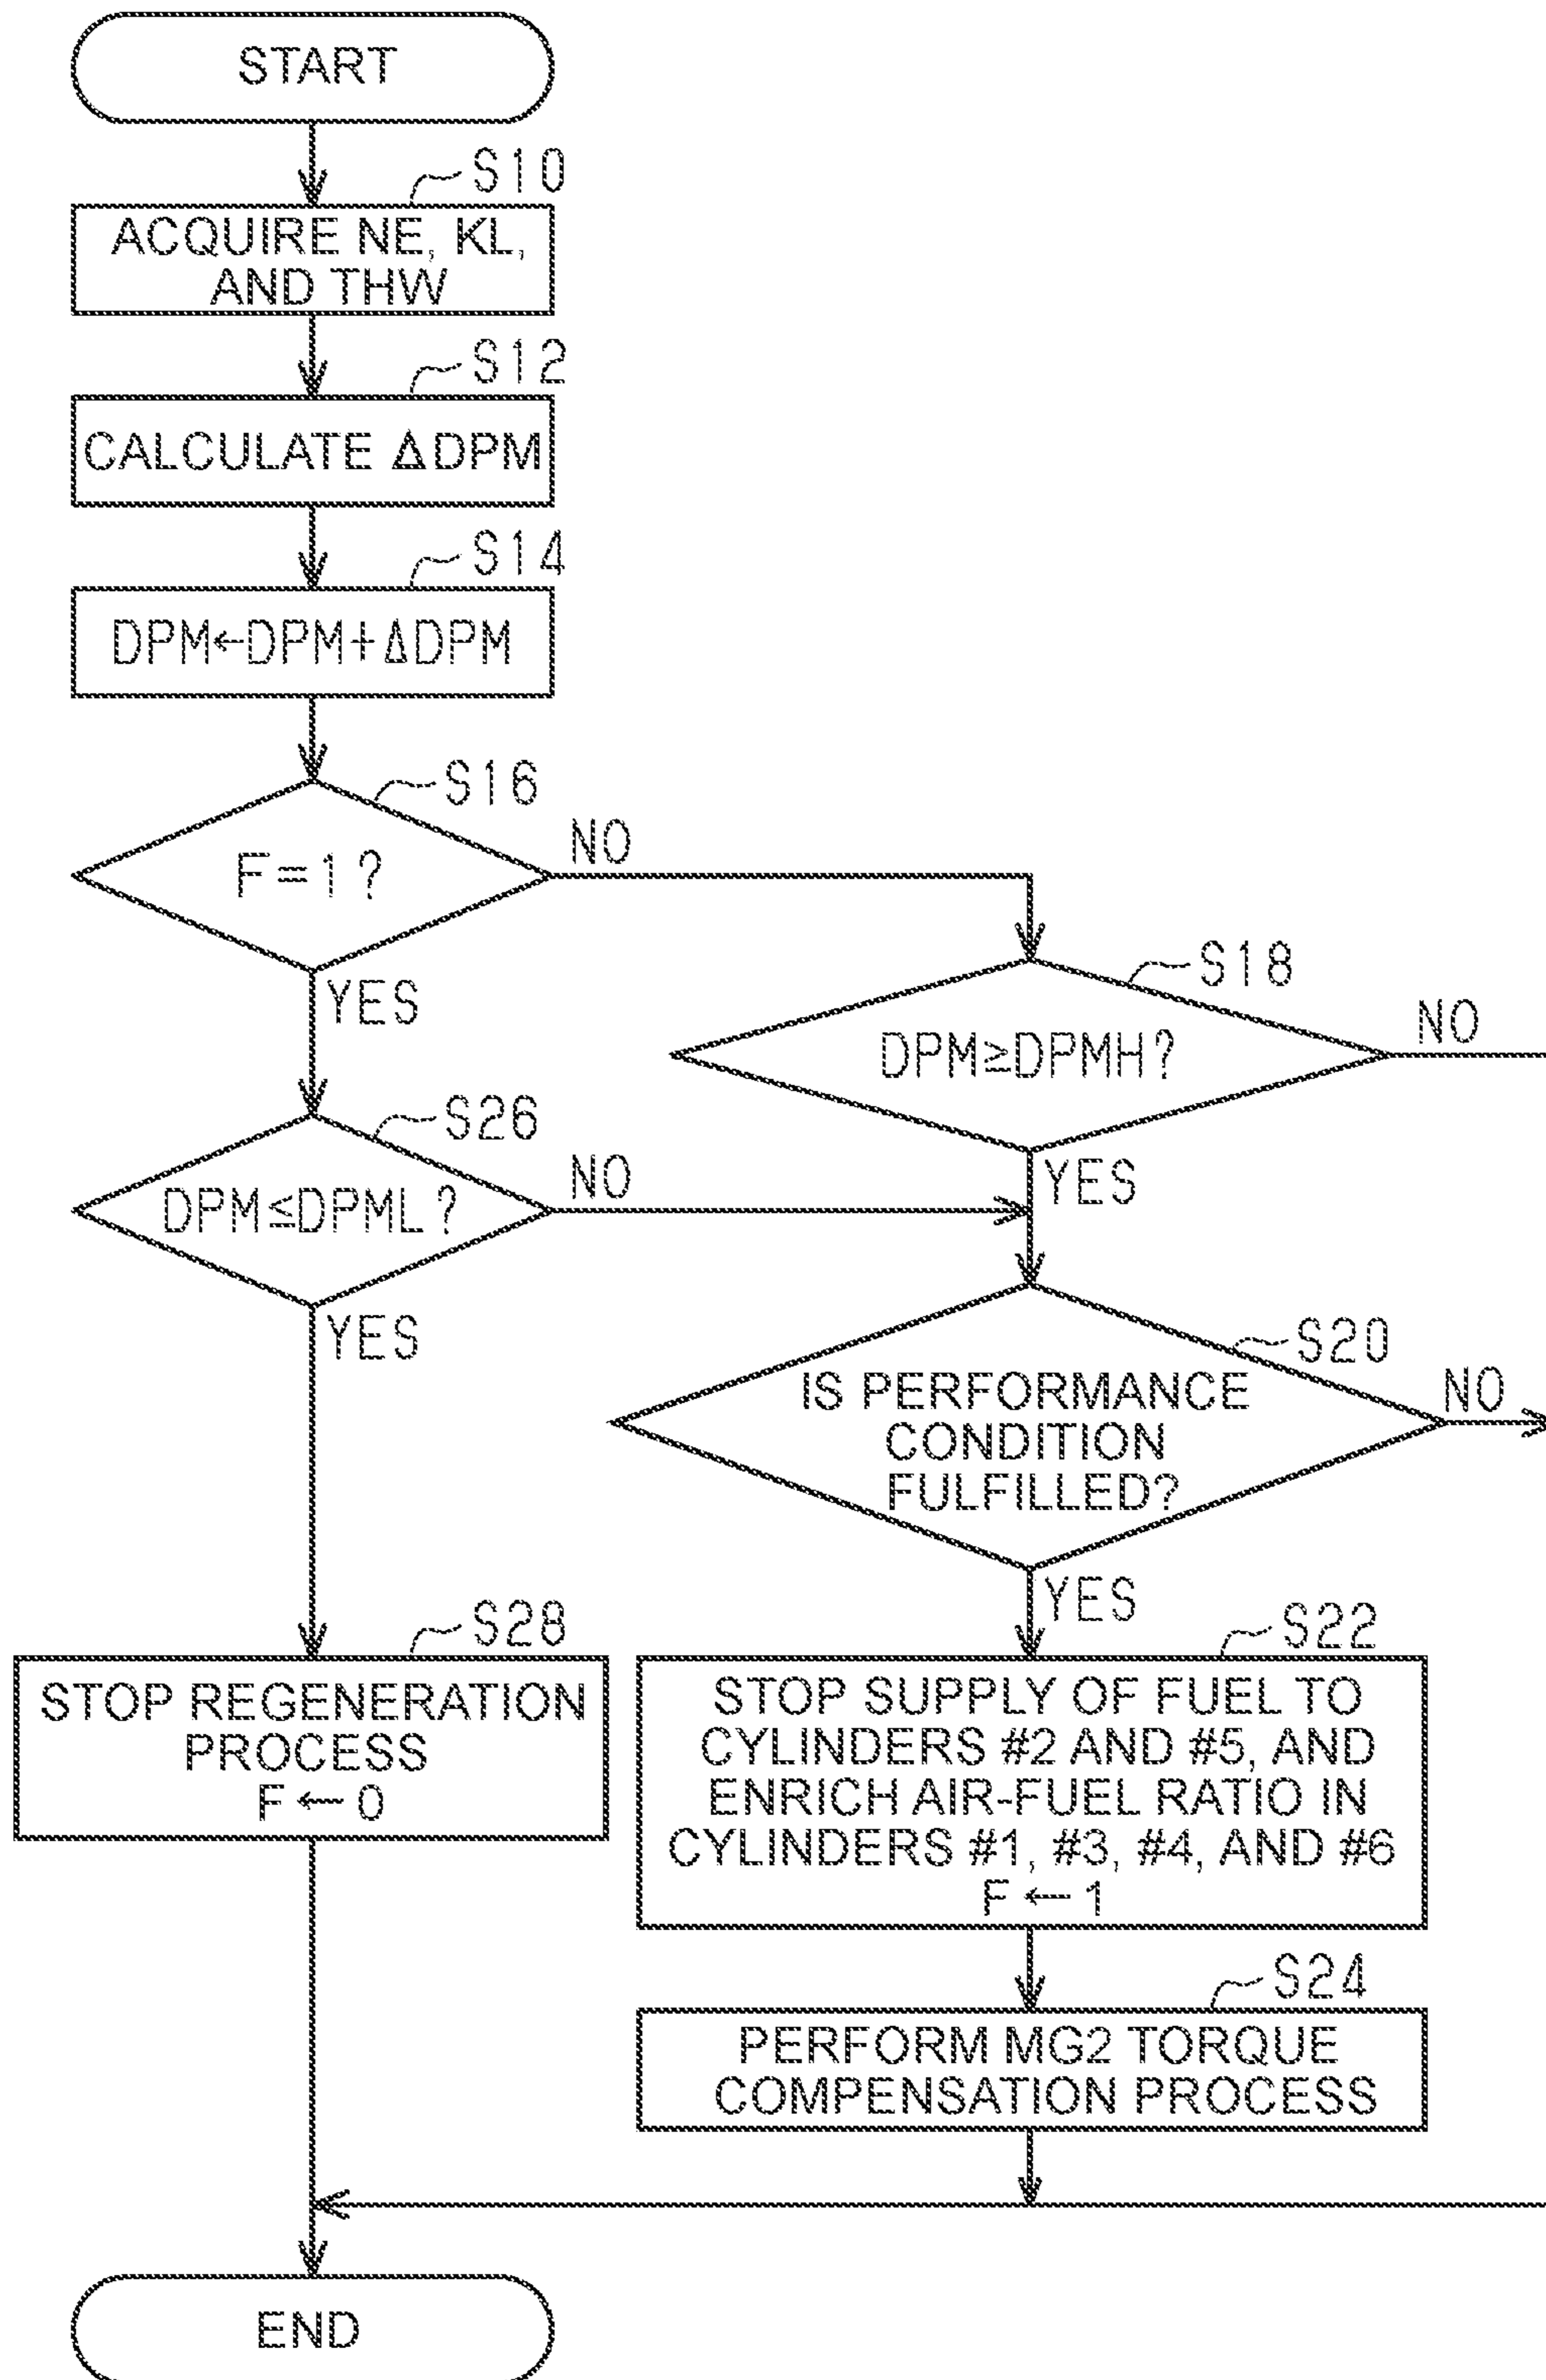 START
S10
ACQUIRE NE, KL,
AND THW
S12
CALCULATE ΔDPM
S14
DPM←DPM+ΔDPM
S16
F=1?
NO
YES
S18
DPM≧DPMH?
NO
YES
S26
DPM≦DPML?
NO
YES
S20
IS PERFORMANCE
CONDITION
FULFILLED?
NO
YES
S28
STOP REGENERATION
PROCESS
F ← 0
S22
STOP SUPPLY OF FUEL TO
CYLINDERS #2 AND #5, AND
ENRICH AIR-FUEL RATIO IN
CYLINDERS #1, #3, #4, AND #6
F ← 1
S24
PERFORM MG2 TORQUE
COMPENSATION PROCESS
END